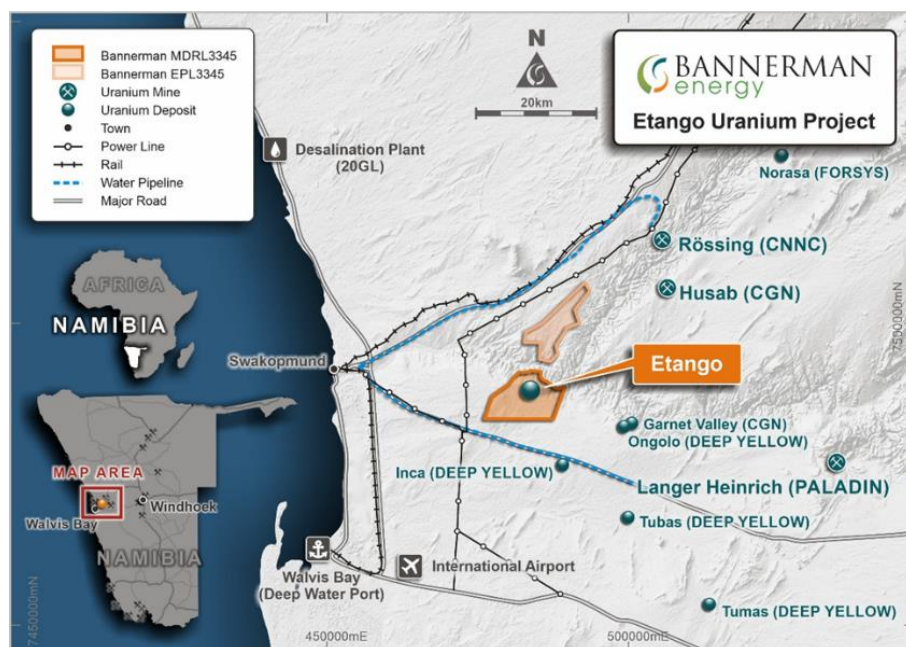 Bannerman MDRL3345
Bannerman EPL3345
Uranium Mine
Uranium Deposit
Town
Power Line
Rail
Water Pipeline
Major Road
N
20km
BANNERMAN
energy
Etango Uranium Project
Desalination Plant
(20GL)
Norasa (FORSYS)
Rössing (CNNC)
Husab (CGN)
7500000mN
AFRICA
NAMIBIA
Swakopmund
Etango
Garnet Valley (CGN)
Ongolo (DEEP YELLOW)
Inca (DEEP YELLOW)
Langer Heinrich (PALADIN)
Tubas (DEEP YELLOW)
MAP AREA
Windhoek
Walvis Bay
NAMIBIA
Walvis Bay
(Deep Water Port)
International Airport
Tumas (DEEP YELLOW)
7450000mN
450000mE
500000mE